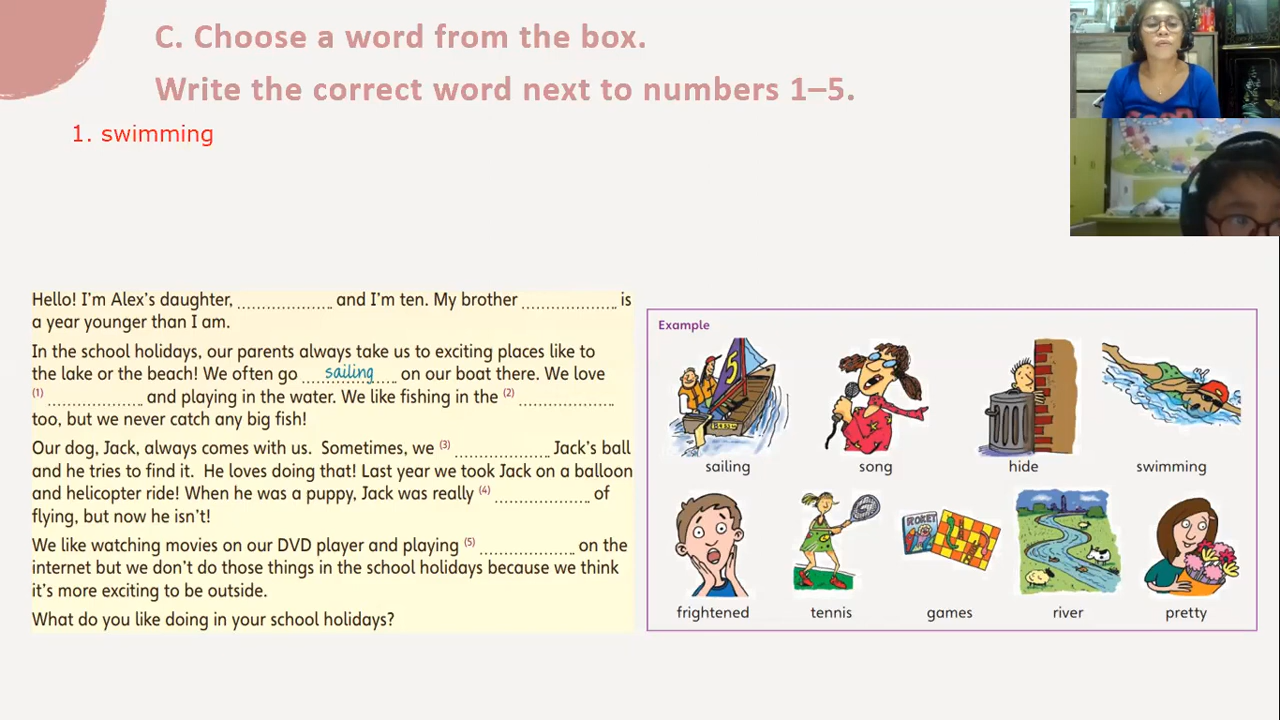 C. Choose a word from the box.
Write the correct word next to numbers 1–5.
1. swimming
Hello! I'm Alex's daughter, .................... and I'm ten. My brother .................... is
a year younger than I am.
In the school holidays, our parents always take us to exciting places like to
the lake or the beach! We often go sailing on our boat there. We love
(1) .................... and playing in the water. We like fishing in the (2) ....................
too, but we never catch any big fish!
Our dog, Jack, always comes with us. Sometimes, we (3) .................... Jack's ball
and he tries to find it. He loves doing that! Last year we took Jack on a balloon
and helicopter ride! When he was a puppy, Jack was really (4) .................... of
flying, but now he isn't!
We like watching movies on our DVD player and playing (5) .................... on the
internet but we don't do those things in the school holidays because we think
it's more exciting to be outside.
What do you like doing in your school holidays?
Example
5
sailing
song
hide
swimming
ROCKET
frightened
tennis
games
river
pretty